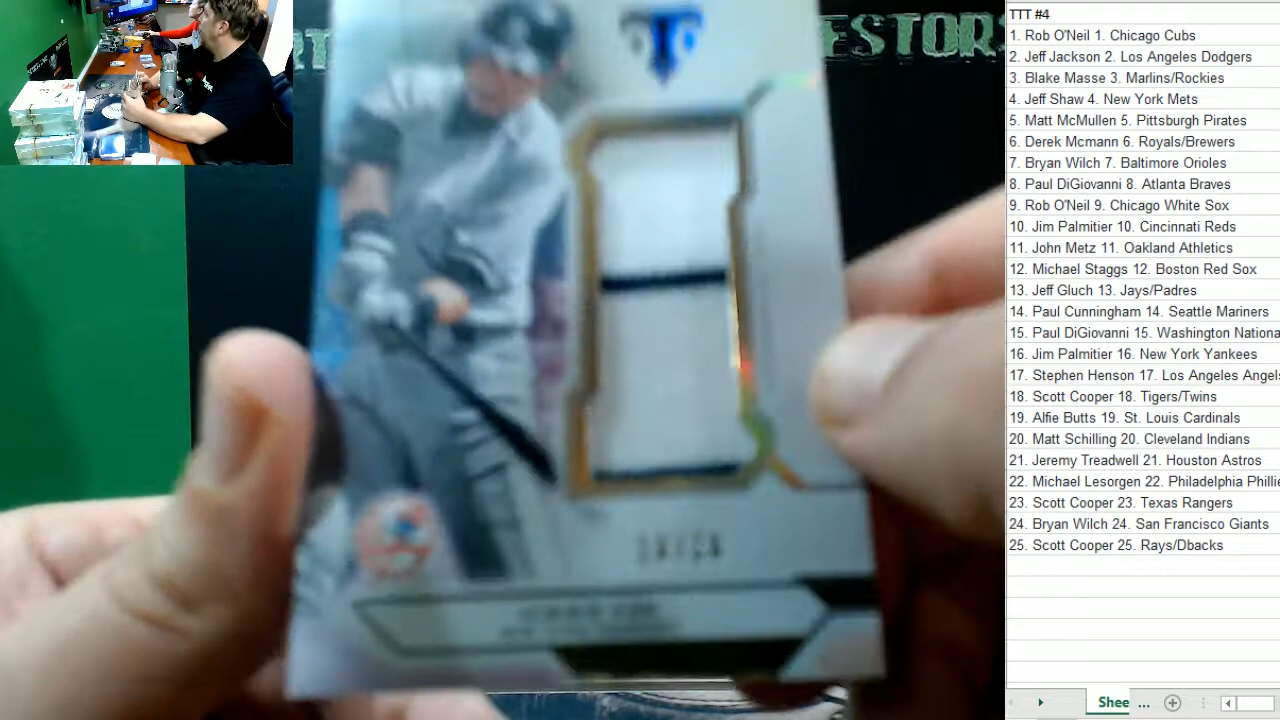 ESTORS
TTT #4
1. Rob O'Neil 1. Chicago Cubs
2. Jeff Jackson 2. Los Angeles Dodgers
3. Blake Masse 3. Marlins/Rockies
4. Jeff Shaw 4. New York Mets
5. Matt McMullen 5. Pittsburgh Pirates
6. Derek Mcmann 6. Royals/Brewers
7. Bryan Wilch 7. Baltimore Orioles
8. Paul DiGiovanni 8. Atlanta Braves
9. Rob O'Neil 9. Chicago White Sox
10. Jim Palmitier 10. Cincinnati Reds
11. John Metz 11. Oakland Athletics
12. Michael Staggs 12. Boston Red Sox
13. Jeff Gluch 13. Jays/Padres
14. Paul Cunningham 14. Seattle Mariners
15. Paul DiGiovanni 15. Washington Nationa
16. Jim Palmitier 16. New York Yankees
17. Stephen Henson 17. Los Angeles Angels
18. Scott Cooper 18. Tigers/Twins
19. Alfie Butts 19. St. Louis Cardinals
20. Matt Schilling 20. Cleveland Indians
21. Jeremy Treadwell 21. Houston Astros
22. Michael Lesorgen 22. Philadelphia Phillie
23. Scott Cooper 23. Texas Rangers
24. Bryan Wilch 24. San Francisco Giants
25. Scott Cooper 25. Rays/Dbacks
Shee ...